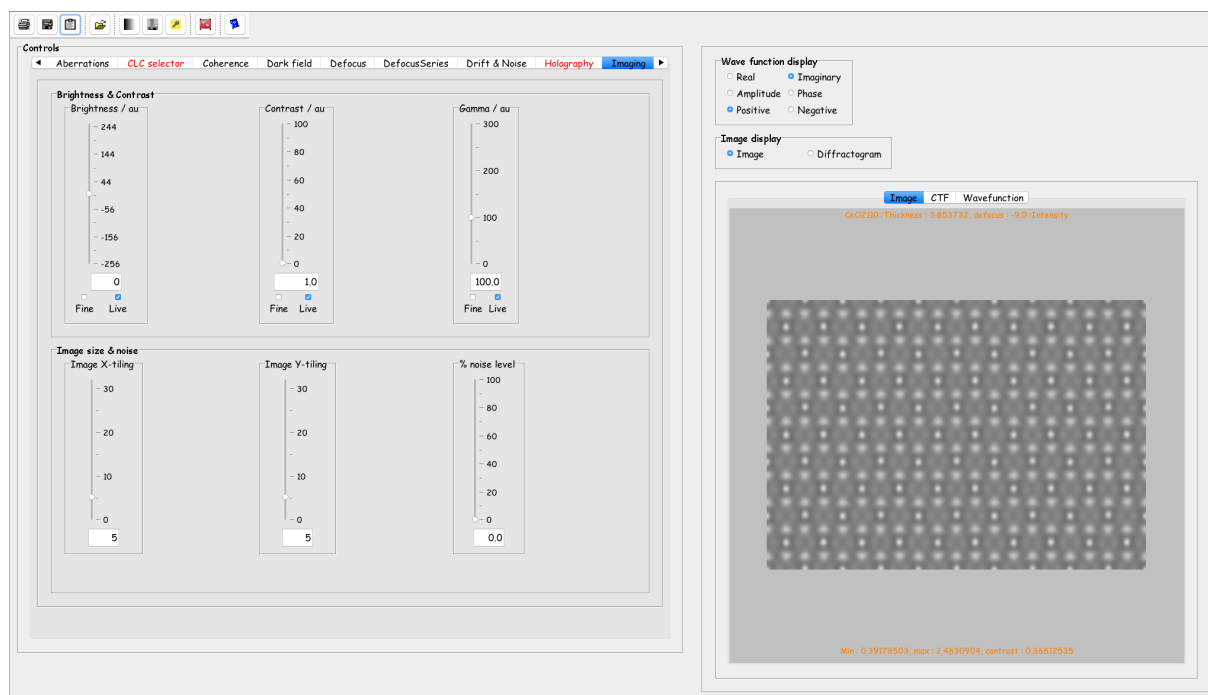 Controls
Aberrations CLC selector Coherence Dark field Defocus DefocusSeries Drift & Noise Holography Imaging
Brightness & Contrast
Brightness / au Contrast / au Gamma / au
244 100 300
144 80
44 60 200
-56 40 100
-156 20
-256 0 0
0 1.0 100.0
Fine Live Fine Live Fine Live
Image size & noise
Image X-tiling Image Y-tiling % noise level
30 30 100
80
20 20 60
10 10 40
20
0 0 0
5 5 0.0
Wave function display
Real Imaginary
Amplitude Phase
Positive Negative
Image display
Image Diffractogram
Image CTF Wavefunction
CeO2110::Thickness : 3.853732, defocus : -9.0::Intensity
Min : 0.39178503, max : 2.4830904, contrast : 0.36812535